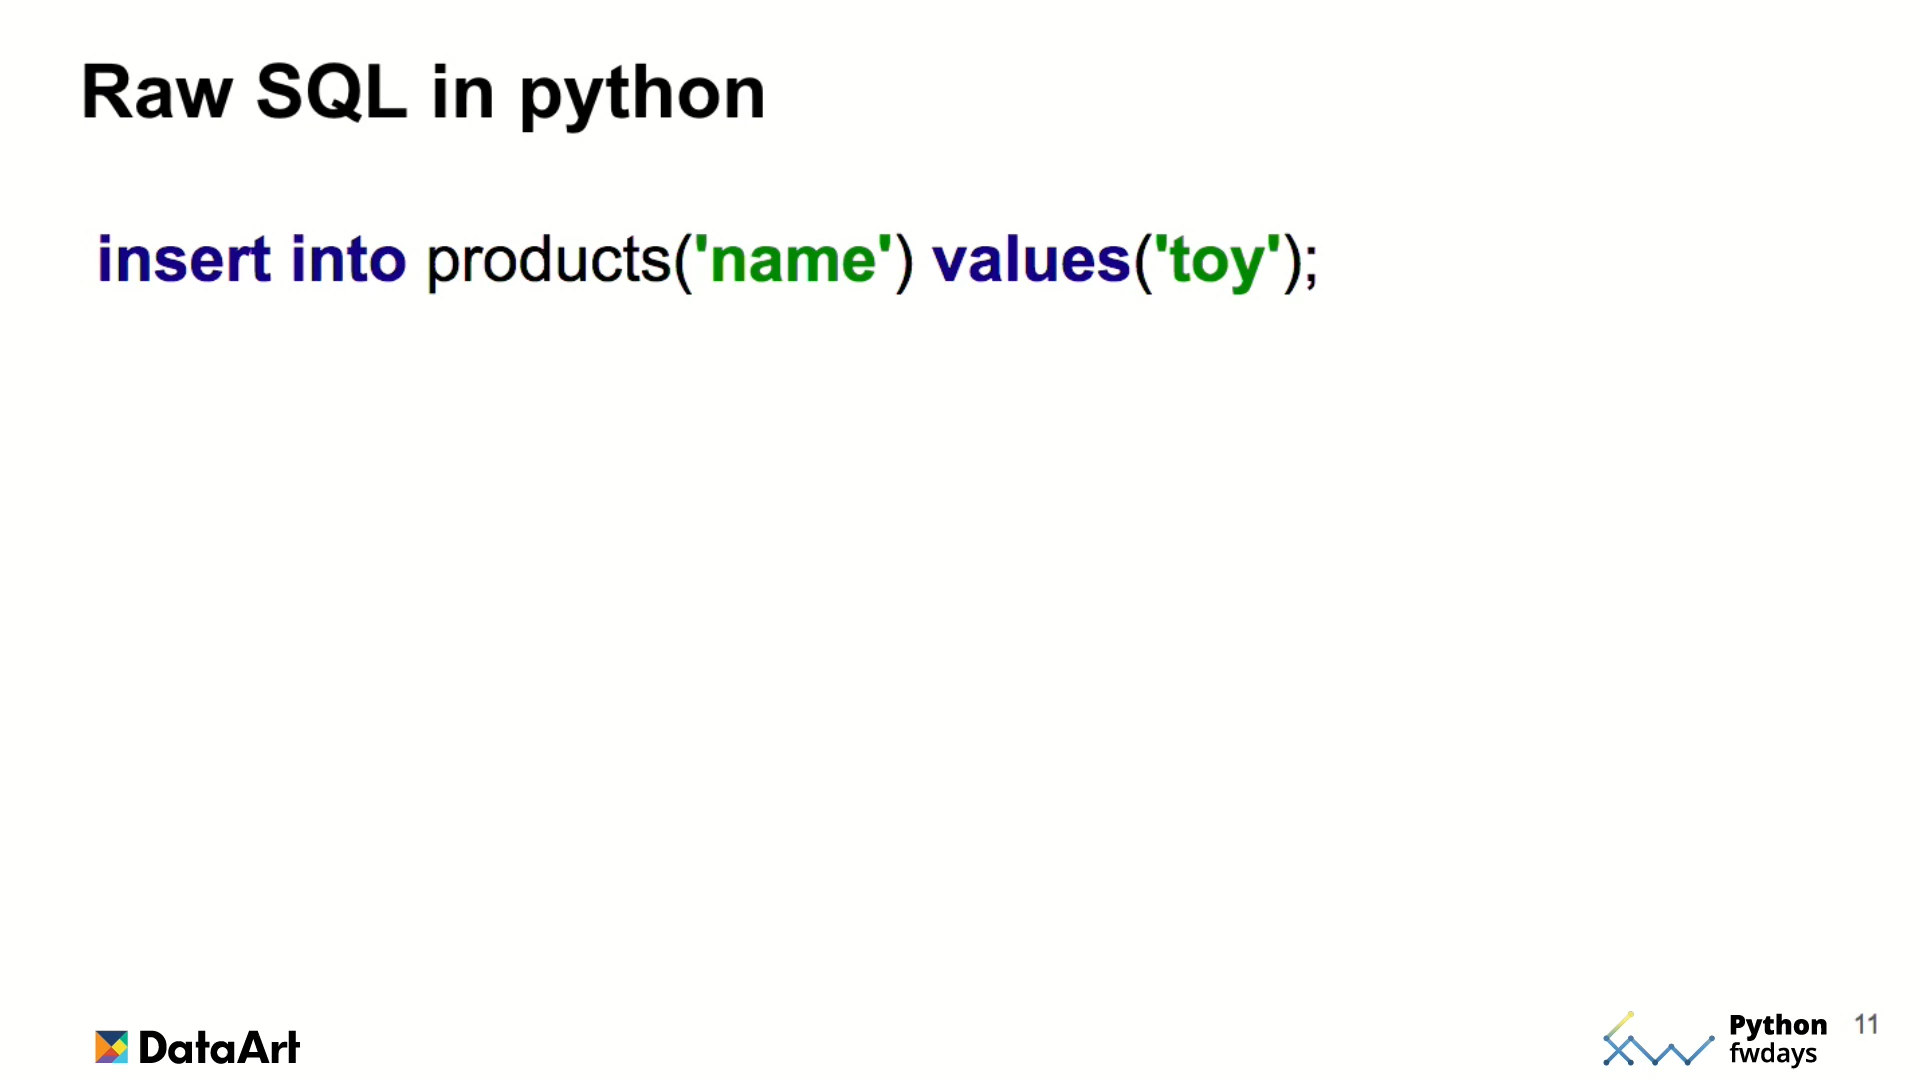 Raw SQL in python
insert into products('name') values('toy');
DataArt
Python
fwdays
11